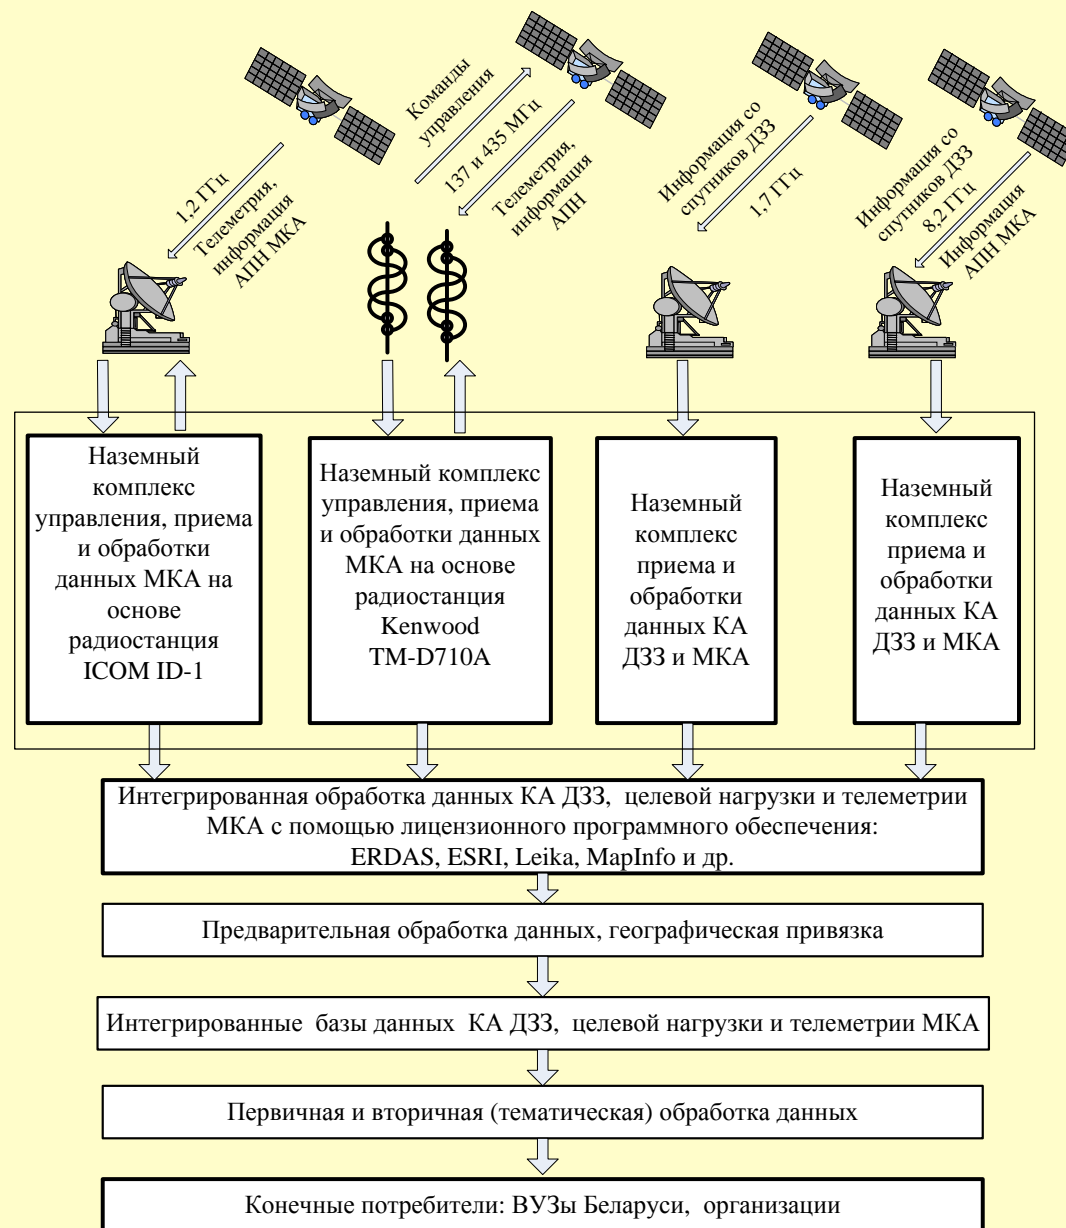 1,2 ГГц
Телеметрия,
информация
АПН МКА
Команды
управления
137 и 435 МГц
Телеметрия,
информация
АПН
Информация со
спутников ДЗЗ
1,7 ГГц
Информация со
спутников ДЗЗ
8,2 ГГц
Информация
АПН МКА
Наземный
комплекс
управления, приема
и обработки
данных МКА на
основе
радиостанция
ICOM ID-1
Наземный комплекс
управления, приема
и обработки данных
МКА на основе
радиостанция
Kenwood
TM-D710A
Наземный
комплекс
приема и
обработки
данных КА
ДЗЗ и МКА
Наземный
комплекс
приема и
обработки
данных КА
ДЗЗ и МКА
Интегрированная обработка данных КА ДЗЗ, целевой нагрузки и телеметрии
МКА с помощью лицензионного программного обеспечения:
ERDAS, ESRI, Leika, MapInfo и др.
Предварительная обработка данных, географическая привязка
Интегрированные базы данных КА ДЗЗ, целевой нагрузки и телеметрии МКА
Первичная и вторичная (тематическая) обработка данных
Конечные потребители: ВУЗы Беларуси, организации